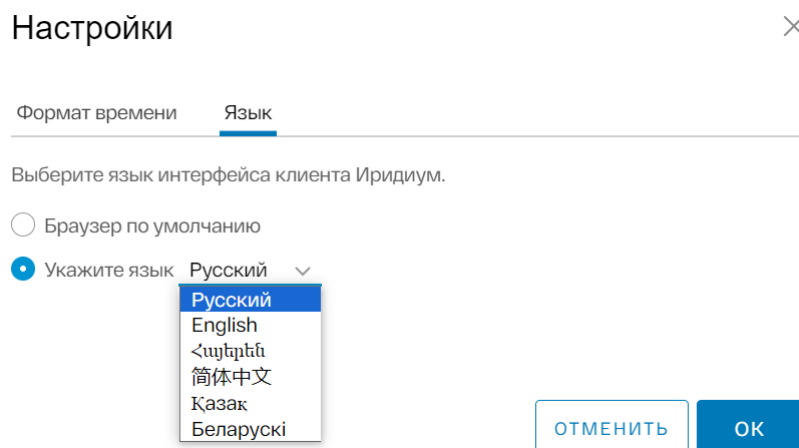 Настройки
Формат времени Язык
Выберите язык интерфейса клиента Иридиум.
Браузер по умолчанию
Укажите язык Русский
Русский
English
Հայերեն
简体中文
Қазақ
Беларускі
ОТМЕНИТЬ ОК